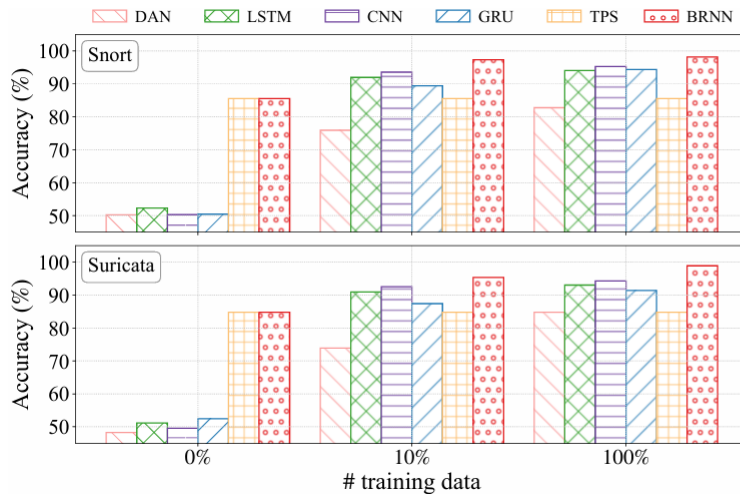 DAN LSTM CNN GRU TPS BRNN
Snort
Accuracy (%)
100
90
80
70
60
50
Suricata
Accuracy (%)
100
90
80
70
60
50
0% 10% 100%
# training data